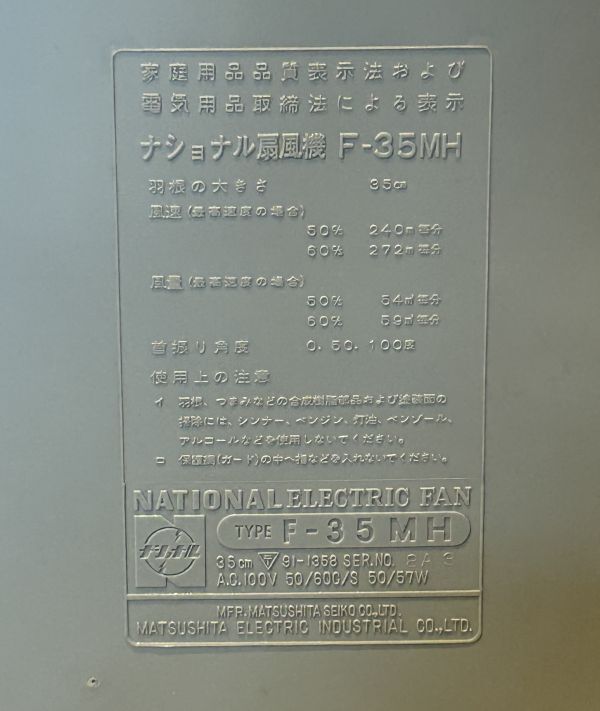 家庭用品品質表示法および
電気用品取締法による表示
ナショナル扇風機 F-35MH
羽根の大きさ 35cm
風速(最高速度の場合)
50% 240m毎分
60% 272m毎分
風量(最高速度の場合)
50% 54㎥毎分
60% 59㎥毎分
首振り角度 0.50.100度
使用上の注意
イ 羽根、つまみなどの合成樹脂部品および塗装面の
掃除には、シンナー、ベンジン、灯油、ベンゾール、
アルコールなどを使用しないでください。
ロ 保護網(ガード)の中へ指などを入れないでください。
NATIONAL ELECTRIC FAN
ナショナル
TYPE F-35MH
35cm 〒 91-1358 SER.NO. 2A 3
A.C.100V 50/60C/S 50/57W
MFR.MATSUSHITA SEIKO CO.,LTD.
MATSUSHITA ELECTRIC INDUSTRIAL CO.,LTD.